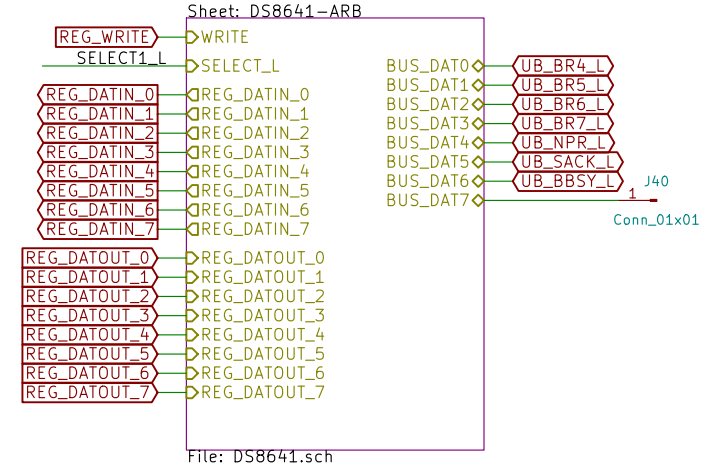 Sheet: DS8641-ARB
REG_WRITE WRITE
SELECT1_L SELECT_L
BUS_DAT0 UB_BR4_L
BUS_DAT1 UB_BR5_L
BUS_DAT2 UB_BR6_L
BUS_DAT3 UB_BR7_L
BUS_DAT4 UB_NPR_L
BUS_DAT5 UB_SACK_L
BUS_DAT6 UB_BBSY_L
BUS_DAT7 1 J40
Conn_01x01
REG_DATIN_0 REG_DATIN_0
REG_DATIN_1 REG_DATIN_1
REG_DATIN_2 REG_DATIN_2
REG_DATIN_3 REG_DATIN_3
REG_DATIN_4 REG_DATIN_4
REG_DATIN_5 REG_DATIN_5
REG_DATIN_6 REG_DATIN_6
REG_DATIN_7 REG_DATIN_7
REG_DATOUT_0 REG_DATOUT_0
REG_DATOUT_1 REG_DATOUT_1
REG_DATOUT_2 REG_DATOUT_2
REG_DATOUT_3 REG_DATOUT_3
REG_DATOUT_4 REG_DATOUT_4
REG_DATOUT_5 REG_DATOUT_5
REG_DATOUT_6 REG_DATOUT_6
REG_DATOUT_7 REG_DATOUT_7
File: DS8641.sch